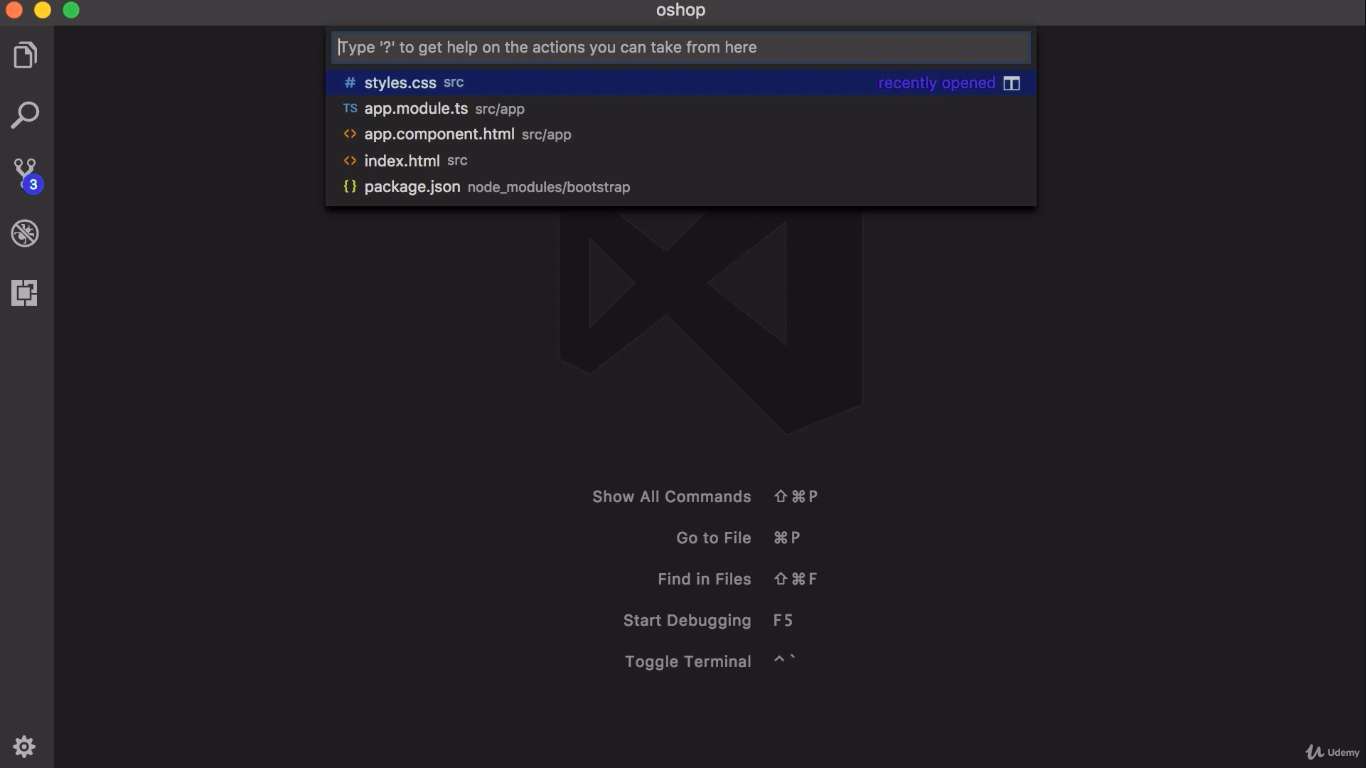 oshop
Type '?' to get help on the actions you can take from here
# styles.css src recently opened
TS app.module.ts src/app
<> app.component.html src/app
<> index.html src
{} package.json node_modules/bootstrap
3
Show All Commands ⇧⌘P
Go to File ⌘P
Find in Files ⇧⌘F
Start Debugging F5
Toggle Terminal ^`
Udemy